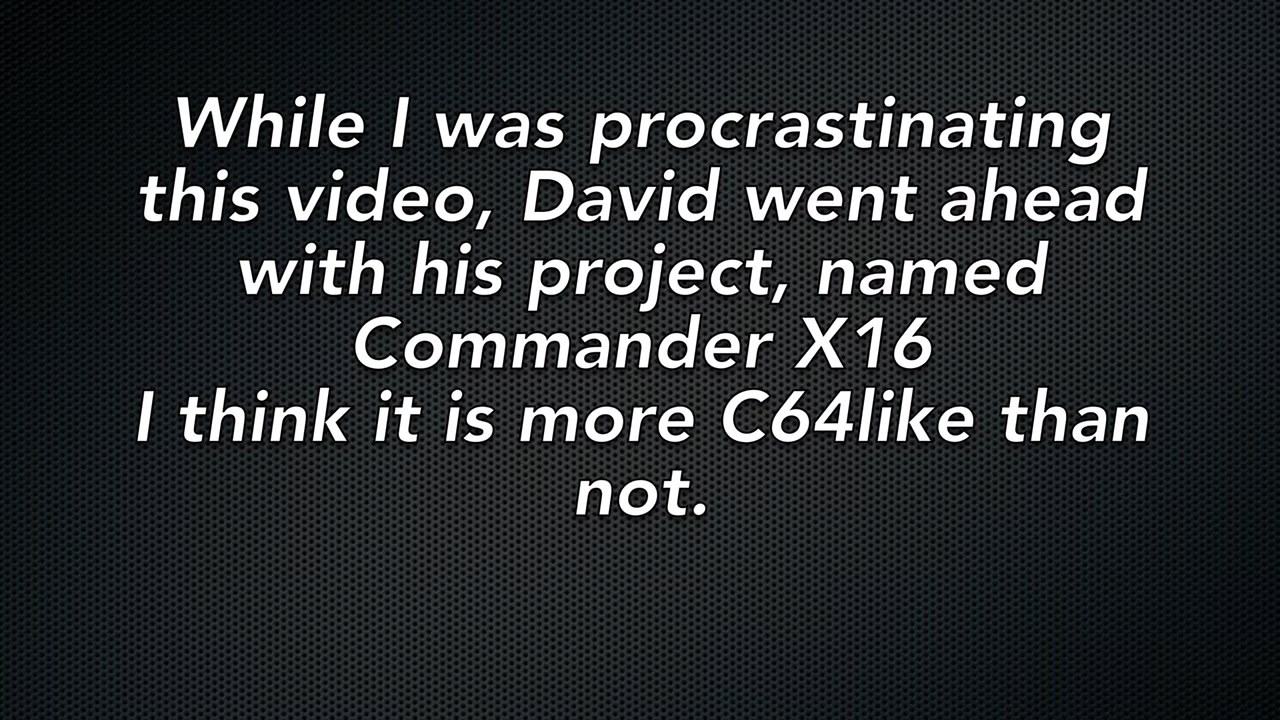 While I was procrastinating
this video, David went ahead
with his project, named
Commander X16
I think it is more C64like than
not.